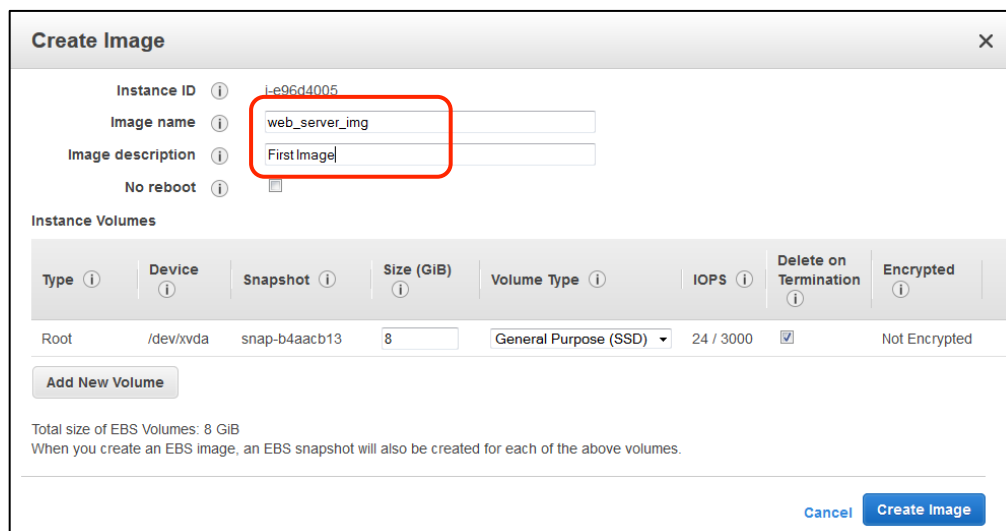 Create Image
Instance ID i-e96d4005
Image name web_server_img
Image description First Image
No reboot
Instance Volumes
Type Device Snapshot Size (GiB) Volume Type IOPS Delete on Termination Encrypted
Root /dev/xvda snap-b4aacb13 8 General Purpose (SSD) 24 / 3000 Not Encrypted
Add New Volume
Total size of EBS Volumes: 8 GiB
When you create an EBS image, an EBS snapshot will also be created for each of the above volumes.
Cancel Create Image